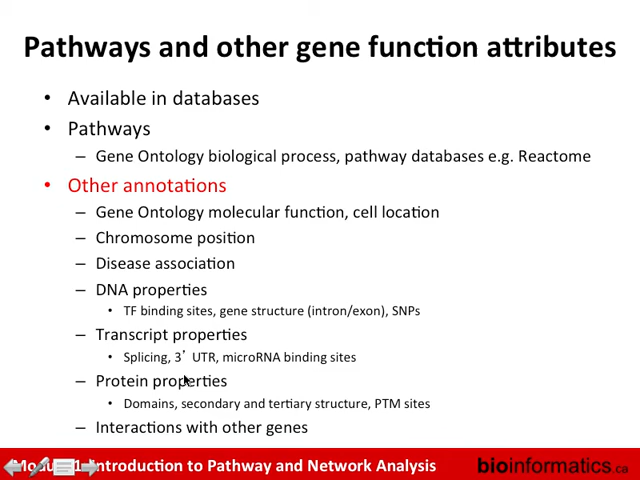 Pathways and other gene function attributes
• Available in databases
• Pathways
– Gene Ontology biological process, pathway databases e.g. Reactome
• Other annotations
– Gene Ontology molecular function, cell location
– Chromosome position
– Disease association
– DNA properties
• TF binding sites, gene structure (intron/exon), SNPs
– Transcript properties
• Splicing, 3’ UTR, microRNA binding sites
– Protein properties
• Domains, secondary and tertiary structure, PTM sites
– Interactions with other genes
1: Introduction to Pathway and Network Analysis
bioinformatics.ca